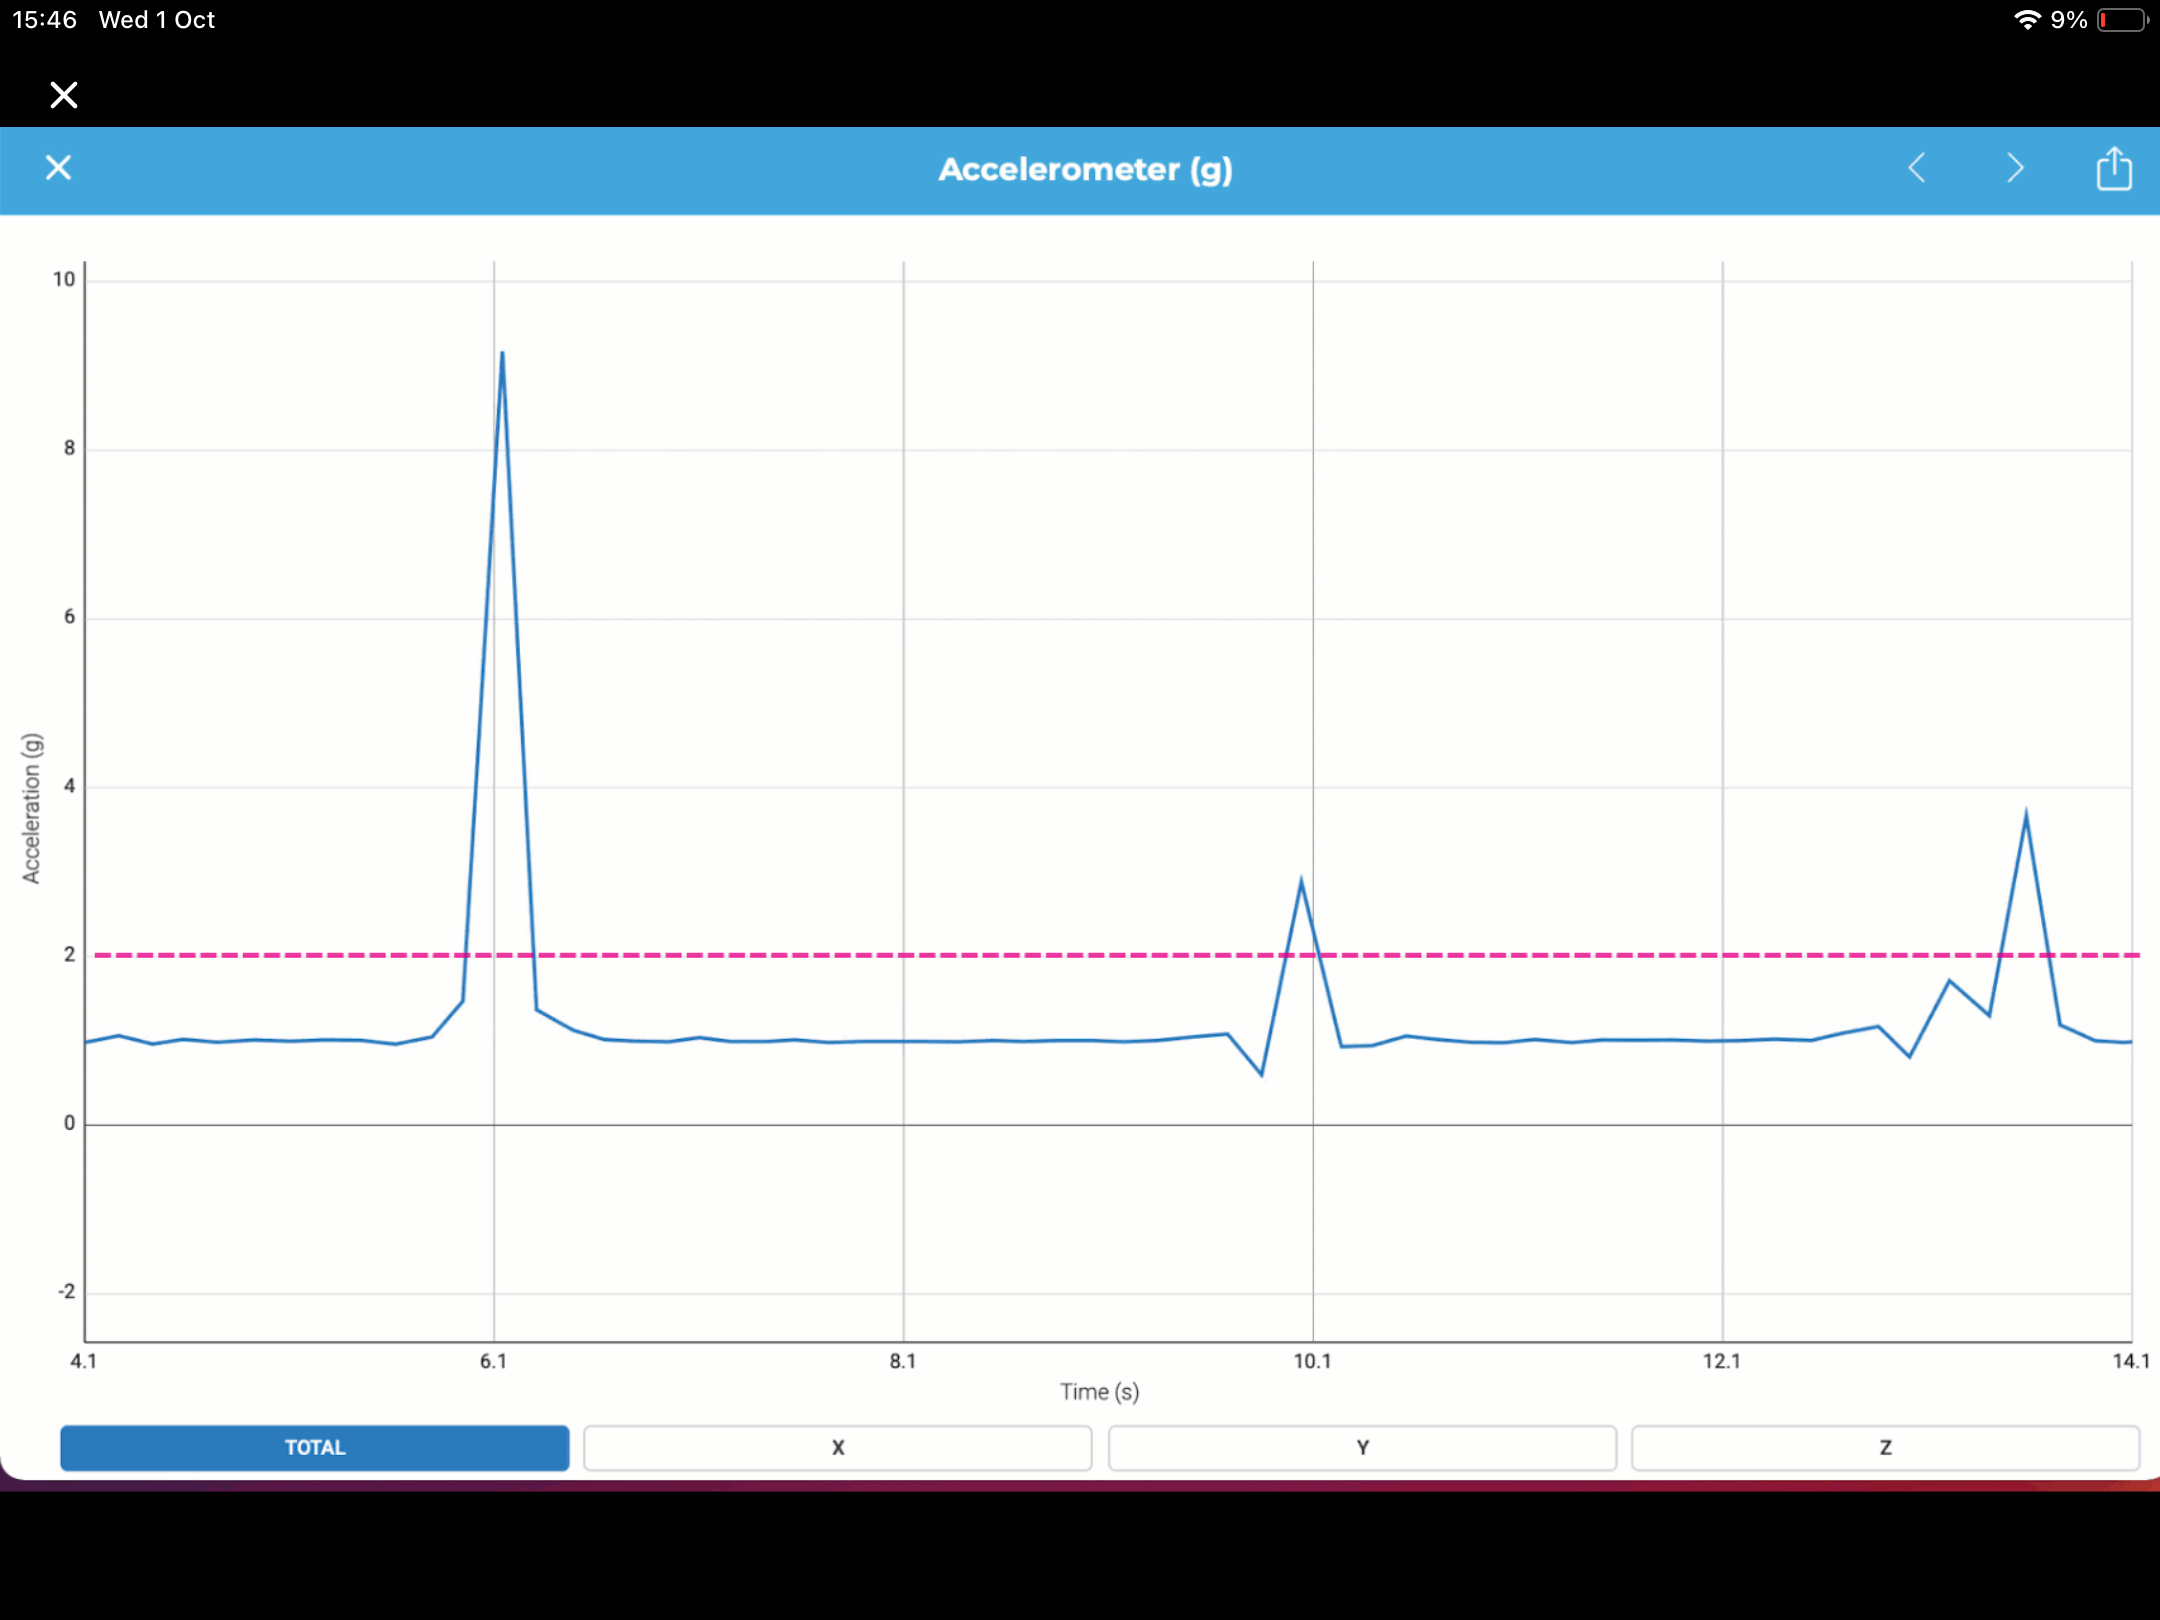 15:46 Wed 1 Oct 9%
Accelerometer (g)
10
8
6
4
2
0
-2
Acceleration (g)
4.1 6.1 8.1 10.1 12.1 14.1
Time (s)
TOTAL X Y Z